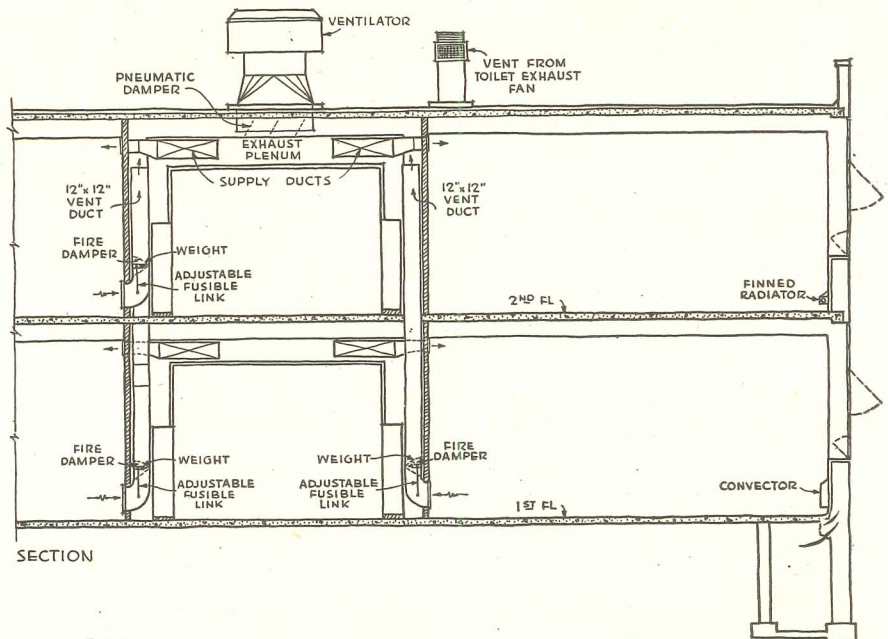 VENTILATOR
VENT FROM
TOILET EXHAUST
FAN
PNEUMATIC
DAMPER
EXHAUST
PLENUM
SUPPLY DUCTS
12"x 12"
VENT
DUCT
12"x 12"
VENT
DUCT
FIRE
DAMPER
WEIGHT
ADJUSTABLE
FUSIBLE
LINK
FINNED
RADIATOR
2ND FL
FIRE
DAMPER
WEIGHT
ADJUSTABLE
FUSIBLE
LINK
WEIGHT
FIRE
DAMPER
ADJUSTABLE
FUSIBLE
LINK
CONVECTOR
1ST FL
SECTION